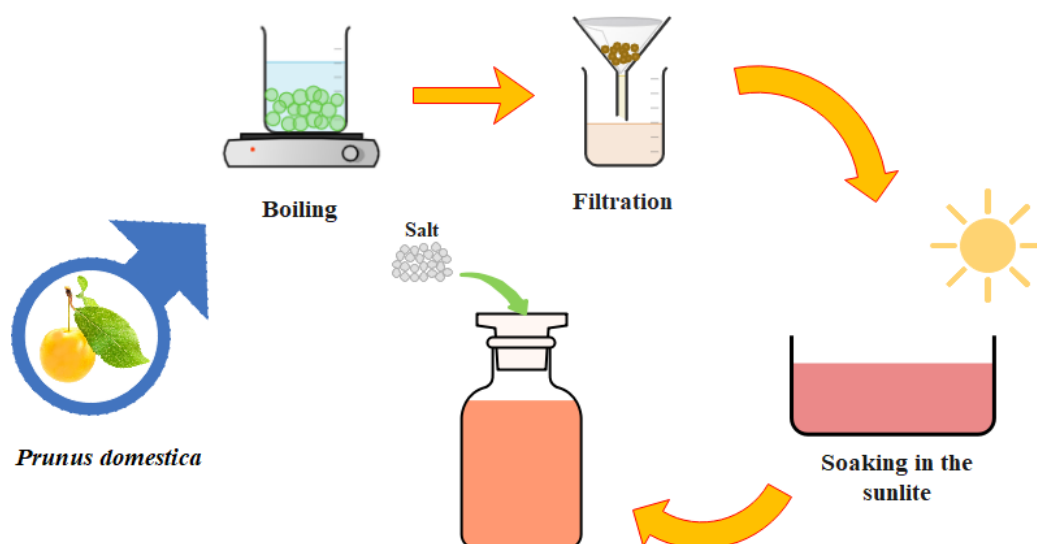 Boiling
Filtration
Salt
Prunus domestica
Soaking in the
sunlite